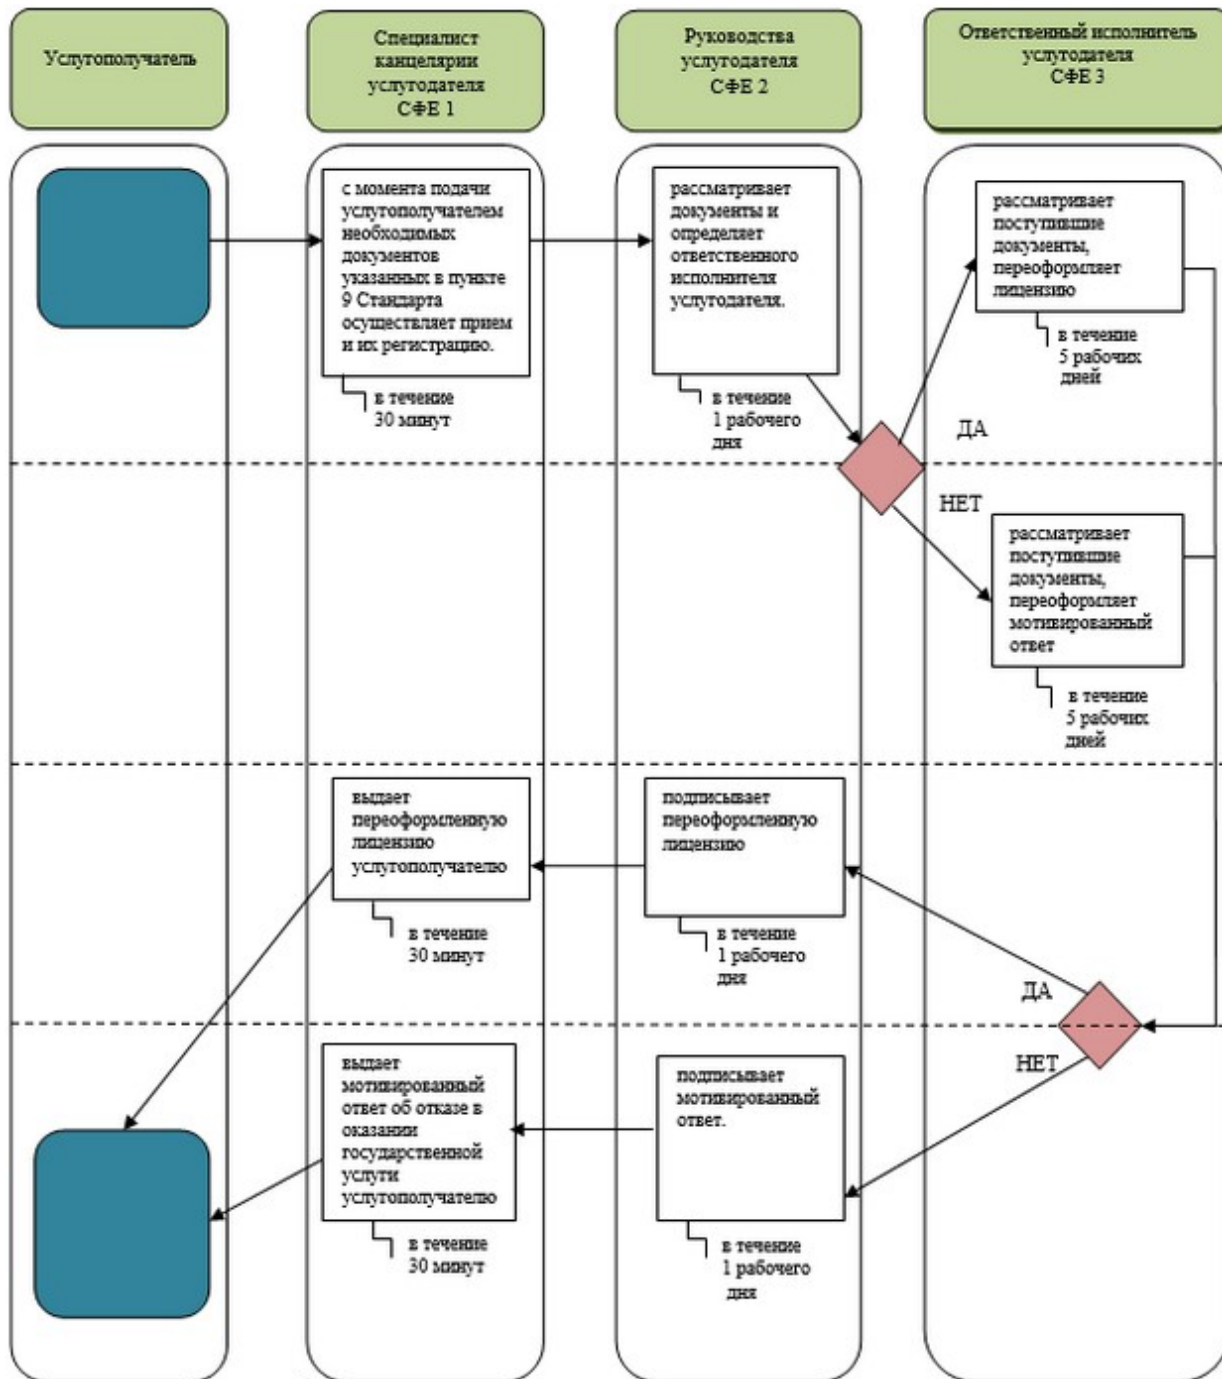 Услугополучатель
Специалист
канцелярии
услугодателя
СФЕ 1
Руководства
услугодателя
СФЕ 2
Ответственный исполнитель
услугодателя
СФЕ 3
с момента подачи
услугополучателем
необходимых
документов
указанных в пункте
9 Стандарта
осуществляет прием
и их регистрацию.
в течение
30 минут
рассматривает
документы и
определяет
ответственного
исполнителя
услугодателя.
в течение
1 рабочего
дня
рассматривает
поступившие
документы,
переоформляет
лицензию
в течение
5 рабочих
дней
ДА
НЕТ
рассматривает
поступившие
документы,
переоформляет
мотивированный
ответ
в течение
5 рабочих
дней
выдает
переоформленную
лицензию
услугополучателю
в течение
30 минут
подписывает
переоформленную
лицензию
в течение
1 рабочего
дня
ДА
НЕТ
выдает
мотивированный
ответ об отказе в
оказании
государственной
услуги
услугополучателю
в течение
30 минут
подписывает
мотивированный
ответ.
в течение
1 рабочего
дня